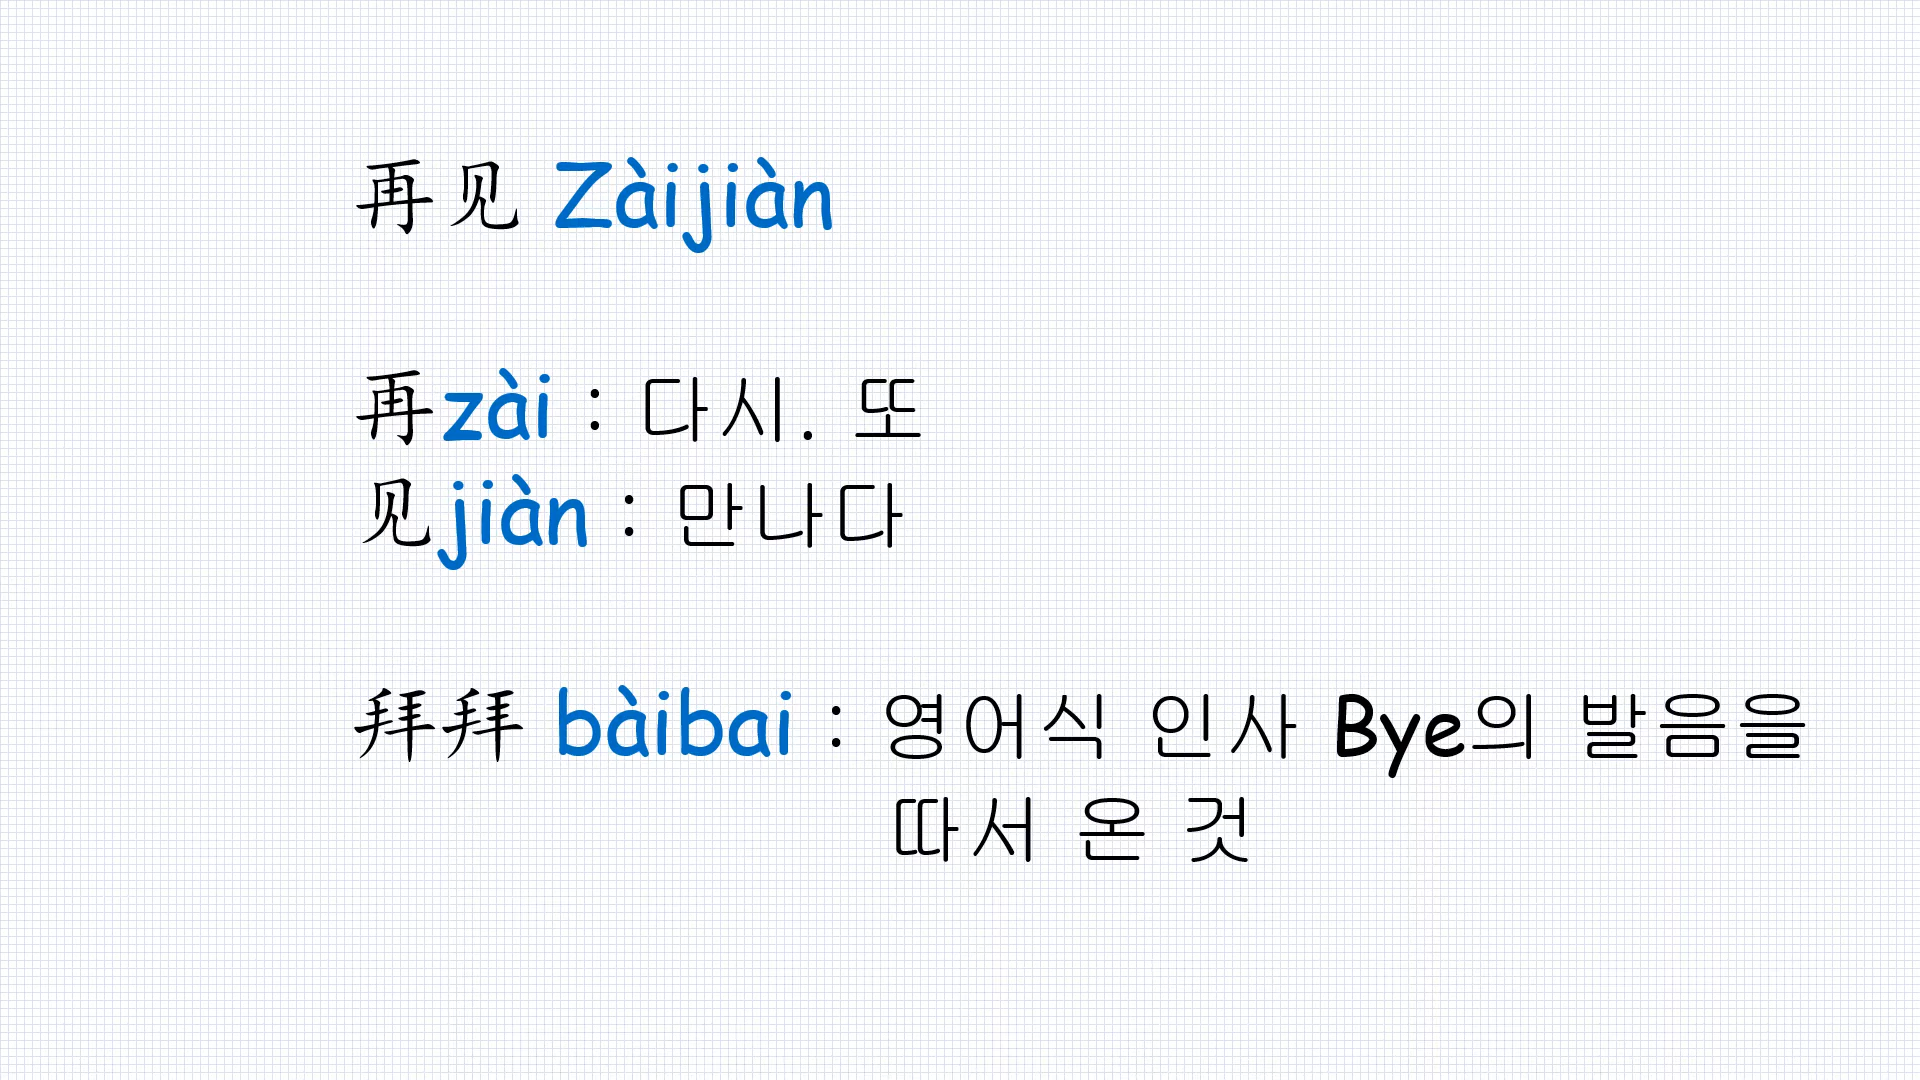 再见 Zàijiàn
再zài : 다시. 또
见jiàn : 만나다
拜拜 bàibai : 영어식 인사 Bye의 발음을
따서 온 것